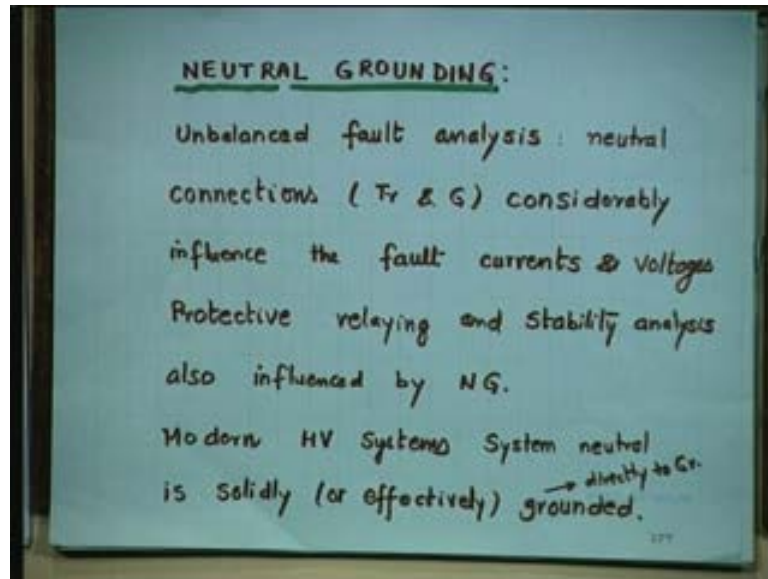 NEUTRAL GROUNDING:
Unbalanced fault analysis : neutral
connections ( Tr & G) considerably
influence the fault currents & voltages
Protective relaying and Stability analysis
also influenced by NG.
Modern HV Systems System neutral
is Solidly (or effectively) grounded.
→ directly to Gr.